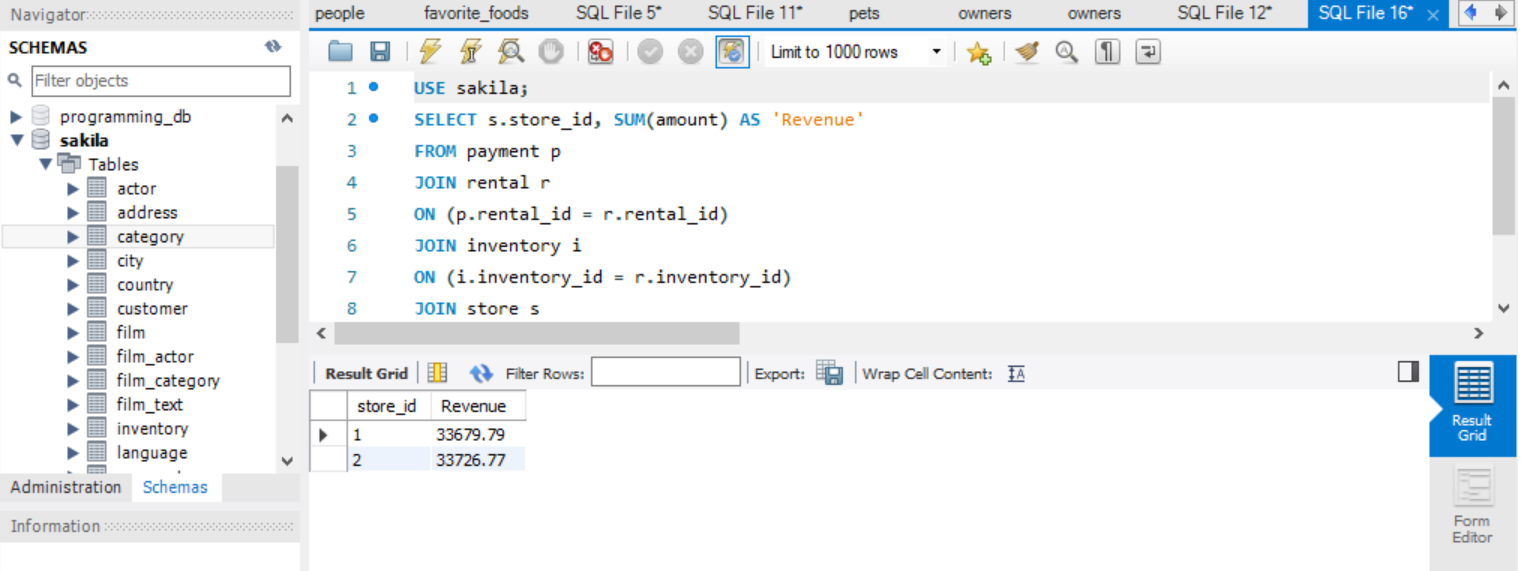 Navigator
people favorite_foods SQL File 5* SQL File 11* pets owners owners SQL File 12* SQL File 16*
SCHEMAS
Filter objects
Limit to 1000 rows
programming_db
sakila
Tables
actor
address
category
city
country
customer
film
film_actor
film_category
film_text
inventory
language
Administration Schemas
Information
1 USE sakila;
2 SELECT s.store_id, SUM(amount) AS 'Revenue'
3 FROM payment p
4 JOIN rental r
5 ON (p.rental_id = r.rental_id)
6 JOIN inventory i
7 ON (i.inventory_id = r.inventory_id)
8 JOIN store s
Result Grid Filter Rows: Export: Wrap Cell Content:
store_id Revenue
1 33679.79
2 33726.77
Result
Grid
Form
Editor